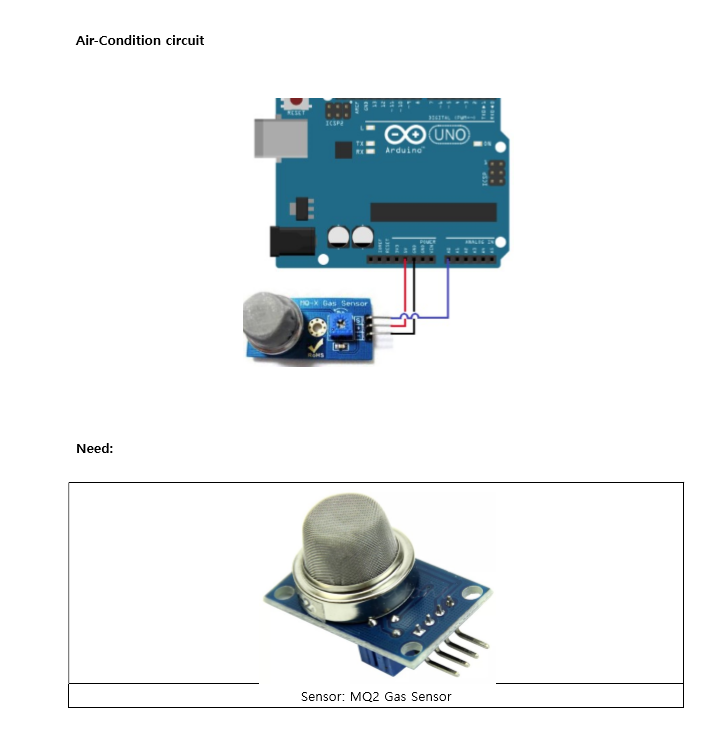 Air-Condition circuit
RESET
ICSP2
L
TX
RX
DIGITAL (PWM~)
UNO
Arduino
ON
ICSP
1
POWER
ANALOG IN
MQ-X Gas Sensor
Need:
Sensor: MQ2 Gas Sensor